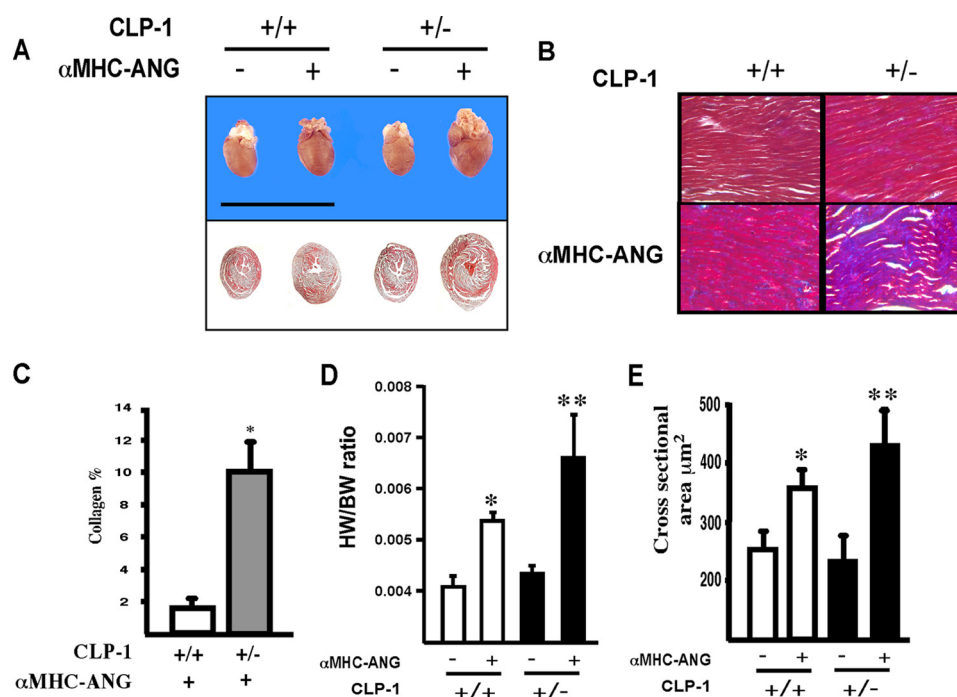 A
CLP-1 +/+ +/-
αMHC-ANG - + - +
B
CLP-1 +/+ +/-
αMHC-ANG
C
Collagen %
14
12
10
8
6
4
2
*
CLP-1 +/+ +/-
αMHC-ANG + +
D
HW/BW ratio
0.008
0.007
0.006
0.005
0.004
* **
αMHC-ANG - + - +
CLP-1 +/+ +/-
E
Cross sectional
area μm²
500
400
300
200
* **
αMHC-ANG - + - +
CLP-1 +/+ +/-